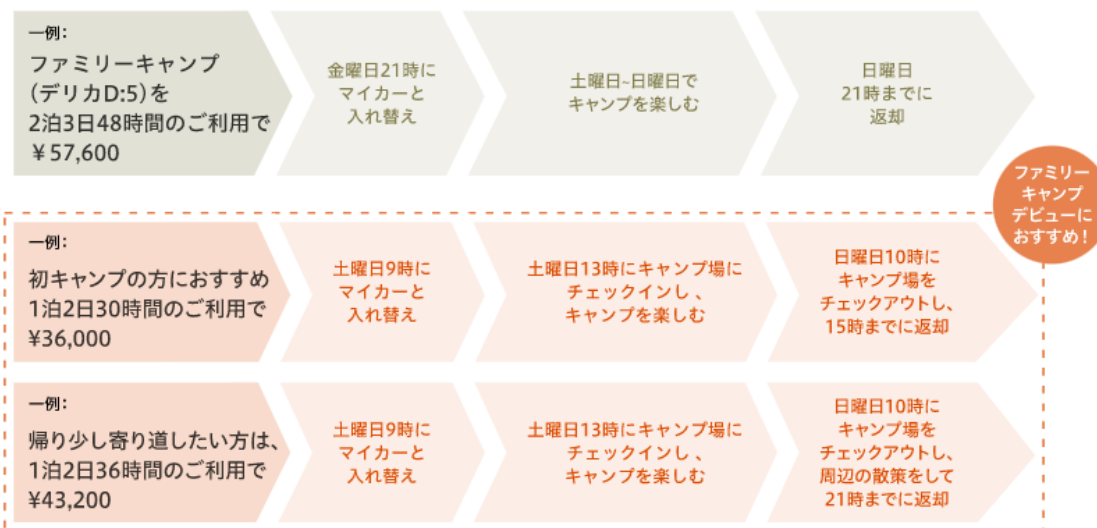 一例:
ファミリーキャンプ
(デリカD:5)を
2泊3日48時間のご利用で
¥57,600
金曜日21時に
マイカーと
入れ替え
土曜日~日曜日で
キャンプを楽しむ
日曜日
21時までに
返却
ファミリー
キャンプ
デビューに
おすすめ!
一例:
初キャンプの方におすすめ
1泊2日30時間のご利用で
¥36,000
土曜日9時に
マイカーと
入れ替え
土曜日13時にキャンプ場に
チェックインし、
キャンプを楽しむ
日曜日10時に
キャンプ場を
チェックアウトし、
15時までに返却
一例:
帰り少し寄り道したい方は、
1泊2日36時間のご利用で
¥43,200
土曜日9時に
マイカーと
入れ替え
土曜日13時にキャンプ場に
チェックインし、
キャンプを楽しむ
日曜日10時に
キャンプ場を
チェックアウトし、
周辺の散策をして
21時までに返却